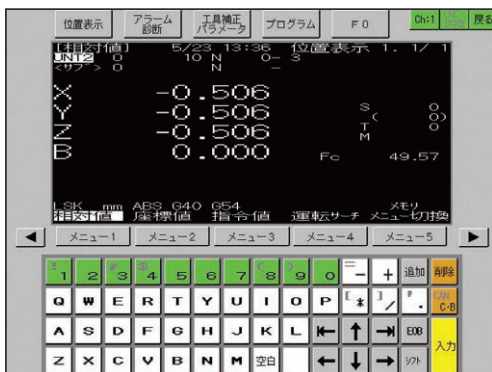 位置表示 アラーム診断 工具補正パラメータ プログラム F0 Ch:1 戻る
[相対値] 5/23 13:36 位置表示 1. 1/ 1
UNT2 O 10 N 0- 3
<サブ> O N -
X -0.506
Y -0.506 S 0
( 0)
Z -0.506 T 0
M
B 0.000 Fc 49.57
LSK mm ABS G40 G54 メモリ
相対値 座標値 指令値 運転サーチ メニュー切換
◀ メニュー1 メニュー2 メニュー3 メニュー4 メニュー5 ▶
1 2 # 3 4 5 6 7 < 8 > 9 0 = - + 追加 削除
Q W E R T Y U I O P [ * ] / . CAN C・B
A S D F G H J K L |← ↑ →| EOB 入力
Z X C V B N M 空白 ← ↓ → シフト